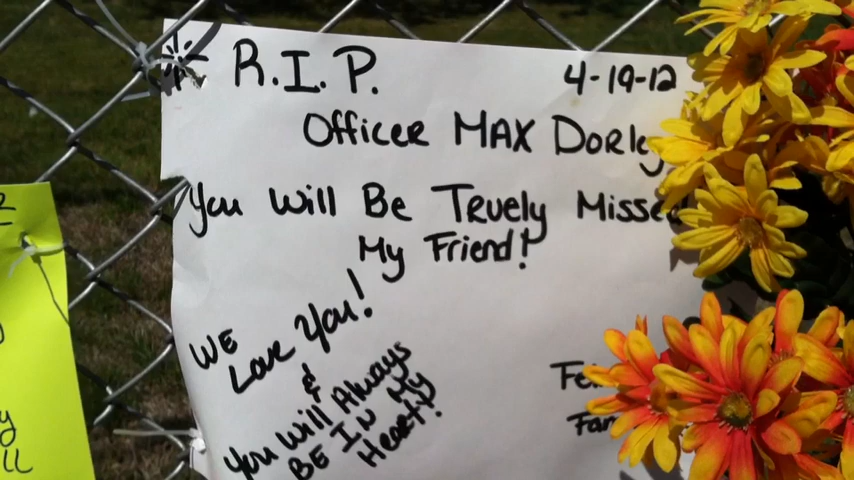 R.I.P. 4-19-12
Officer MAX Dorley
You Will Be Truely Missed
My Friend!
WE
Love You!
&
You Will Always
BE IN My
Heart!